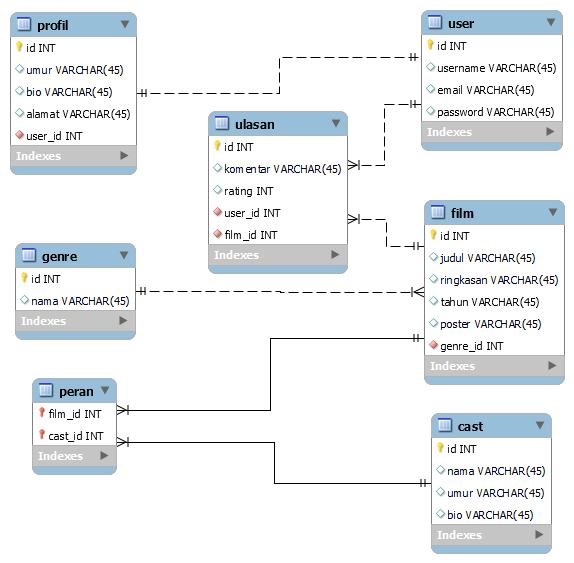 profil
id INT
umur VARCHAR(45)
bio VARCHAR(45)
alamat VARCHAR(45)
user_id INT
Indexes
user
id INT
username VARCHAR(45)
email VARCHAR(45)
password VARCHAR(45)
Indexes
ulasan
id INT
komentar VARCHAR(45)
rating INT
user_id INT
film_id INT
Indexes
film
id INT
judul VARCHAR(45)
ringkasan VARCHAR(45)
tahun VARCHAR(45)
poster VARCHAR(45)
genre_id INT
Indexes
genre
id INT
nama VARCHAR(45)
Indexes
peran
film_id INT
cast_id INT
Indexes
cast
id INT
nama VARCHAR(45)
umur VARCHAR(45)
bio VARCHAR(45)
Indexes